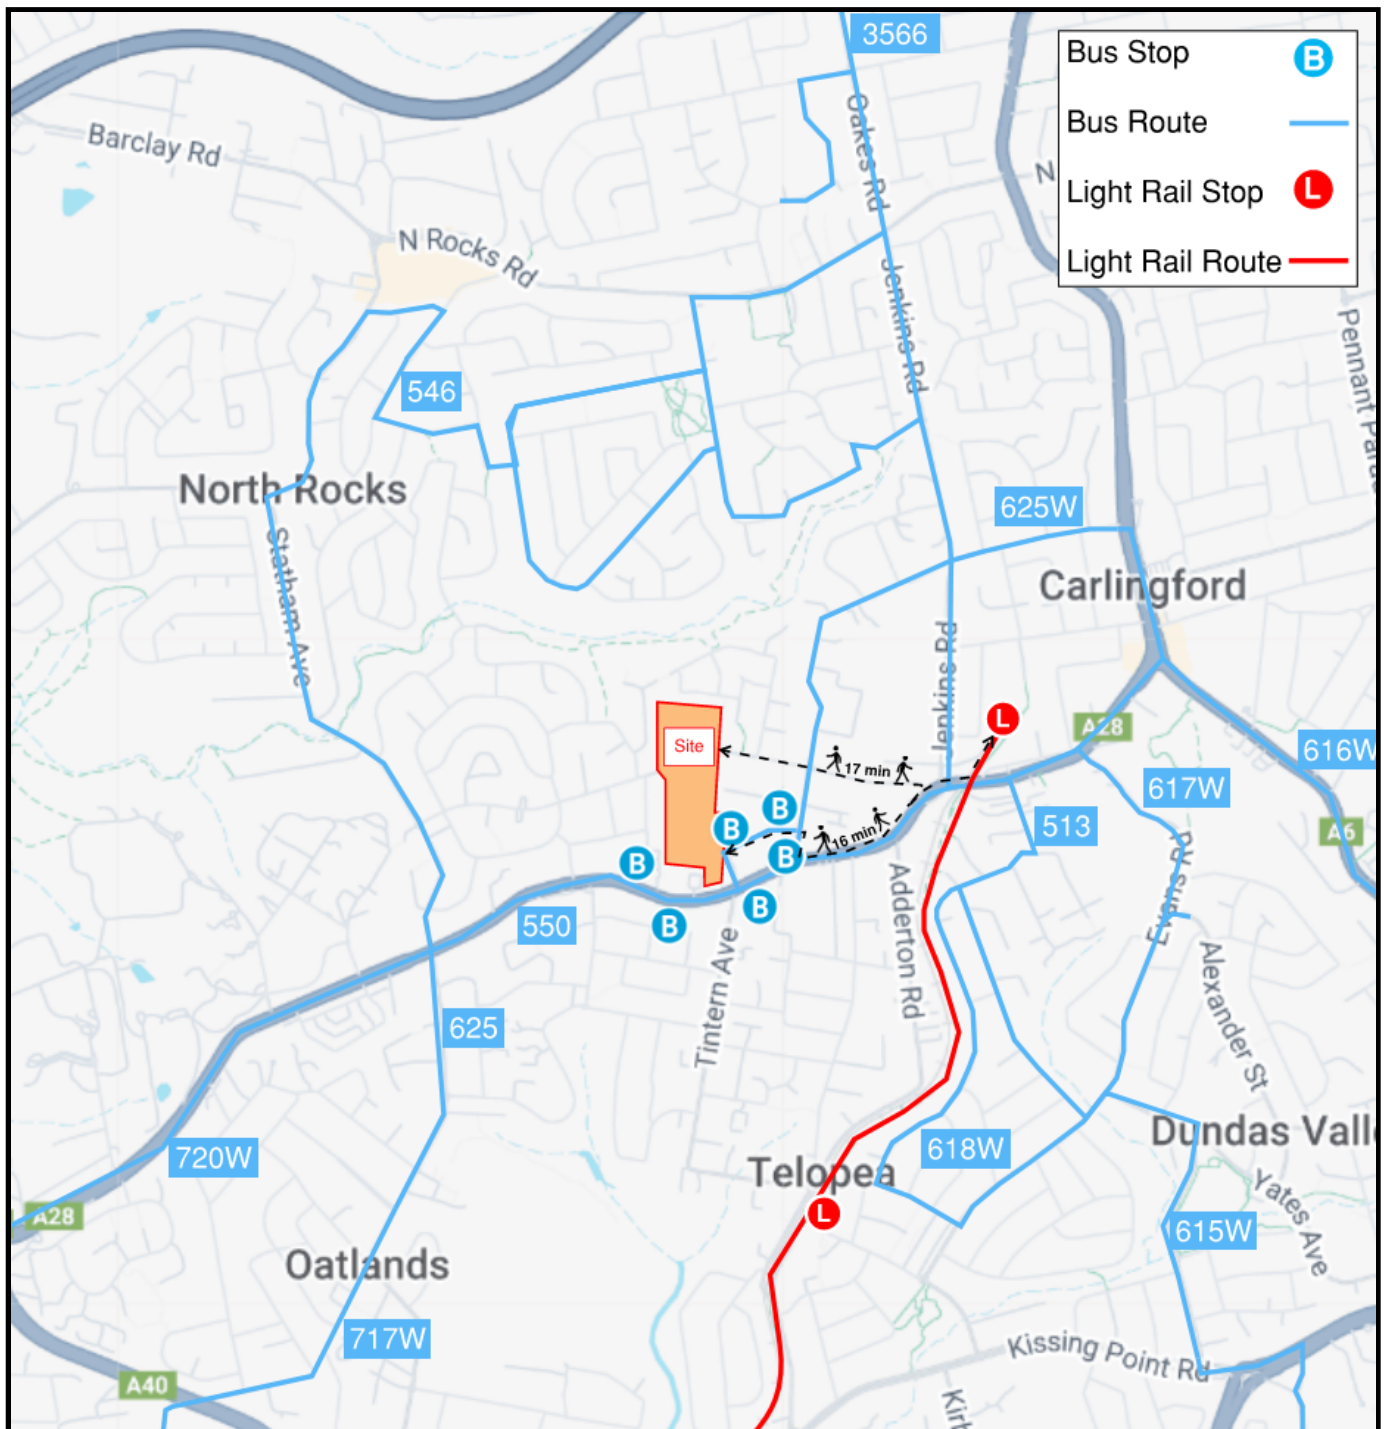 3566
Bus Stop B
Bus Route
Light Rail Stop L
Light Rail Route
Barclay Rd
Oakes Rd
N
N Rocks Rd
Jenkins Rd
Pennant Para
546
North Rocks
625W
Statham Ave
Carlingford
Jenkins Rd
L
A28
Site
616W
17 min
617W
B
B
513
A6
16 min
B
B
Evans Rd
Adderton Rd
B
B
550
Tintern Ave
Alexander St
625
Dundas Valle
618W
720W
Telopea
Yates Ave
L
A28
615W
Oatlands
717W
Kissing Point Rd
A40
Kirb